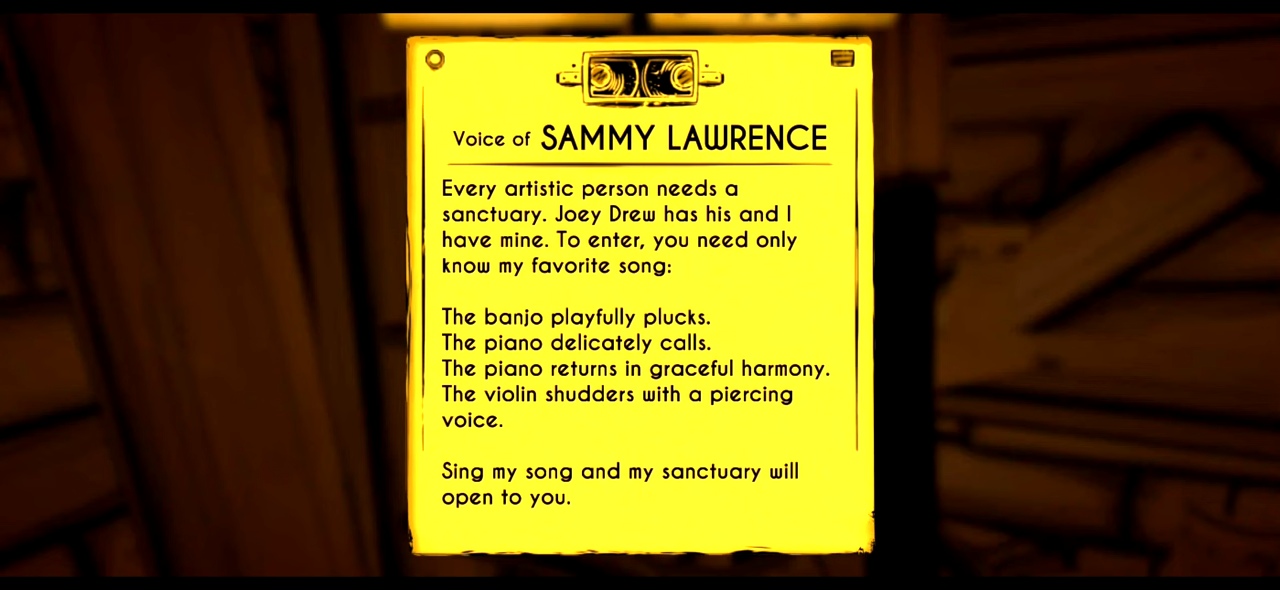 Voice of SAMMY LAWRENCE
Every artistic person needs a
sanctuary. Joey Drew has his and I
have mine. To enter, you need only
know my favorite song:
The banjo playfully plucks.
The piano delicately calls.
The piano returns in graceful harmony.
The violin shudders with a piercing
voice.
Sing my song and my sanctuary will
open to you.